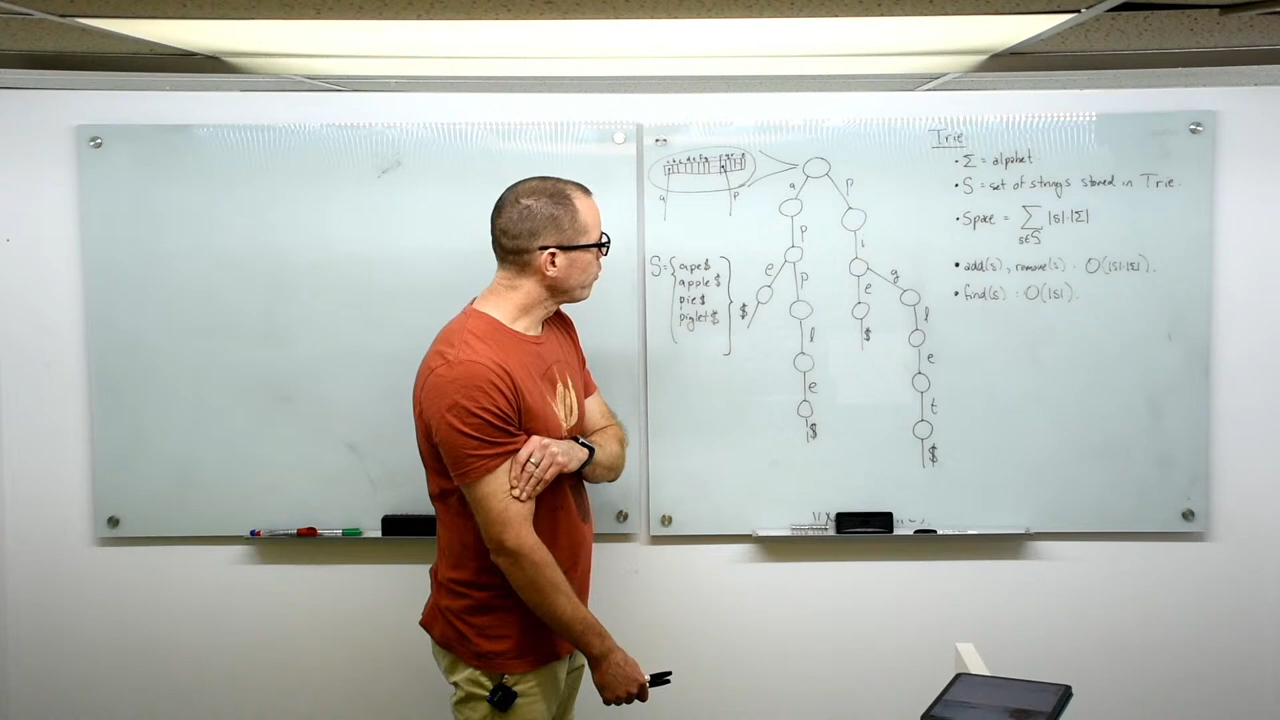 Trie
• Σ = alphabet.
• S = set of strings stored in Trie.
• Space = ∑ |s|·|Σ|
s∈S
• add(s), remove(s) · O(|s|·|Σ|).
• find(s) : O(|s|).
a p
S = { ape$
apple$
pie$
piglet$ }
a p
p i
e p e g
$ l $ l
e e
$ t
$